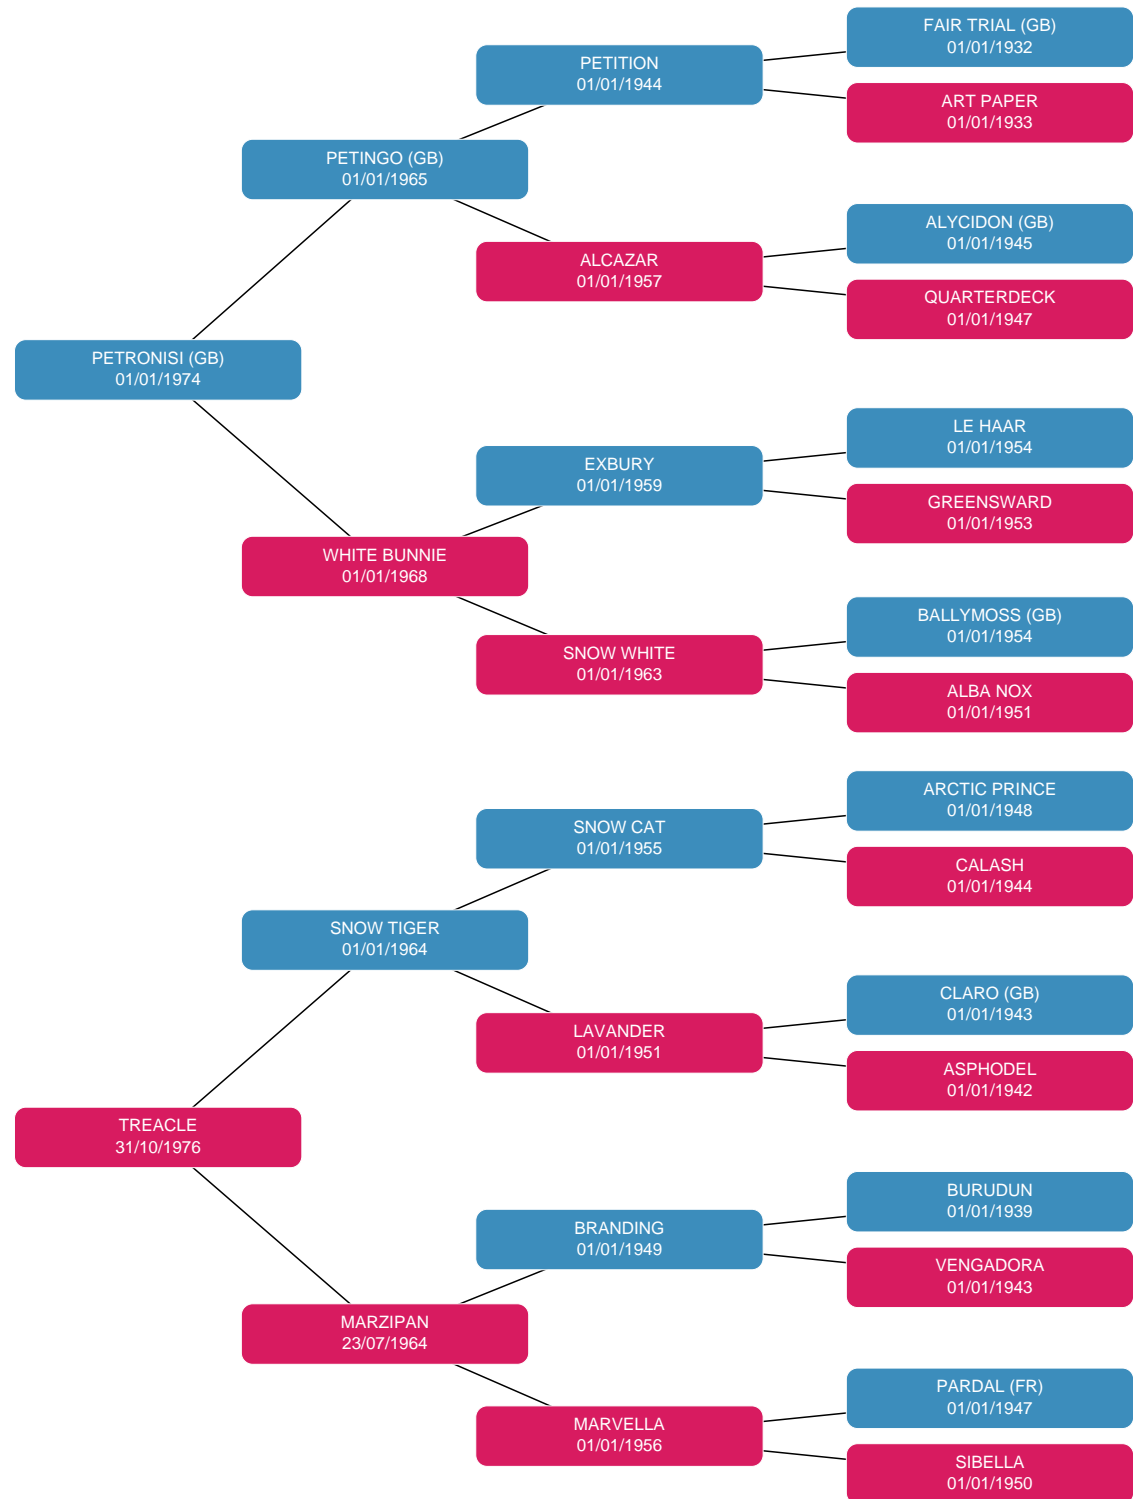 FAIR TRIAL (GB)
01/01/1932
PETITION
01/01/1944
ART PAPER
01/01/1933
PETINGO (GB)
01/01/1965
ALYCIDON (GB)
01/01/1945
ALCAZAR
01/01/1957
QUARTERDECK
01/01/1947
PETRONISI (GB)
01/01/1974
LE HAAR
01/01/1954
EXBURY
01/01/1959
GREENSWARD
01/01/1953
WHITE BUNNIE
01/01/1968
BALLYMOSS (GB)
01/01/1954
SNOW WHITE
01/01/1963
ALBA NOX
01/01/1951
ARCTIC PRINCE
01/01/1948
SNOW CAT
01/01/1955
CALASH
01/01/1944
SNOW TIGER
01/01/1964
CLARO (GB)
01/01/1943
LAVANDER
01/01/1951
ASPHODEL
01/01/1942
TREACLE
31/10/1976
BURUDUN
01/01/1939
BRANDING
01/01/1949
VENGADORA
01/01/1943
MARZIPAN
23/07/1964
PARDAL (FR)
01/01/1947
MARVELLA
01/01/1956
SIBELLA
01/01/1950